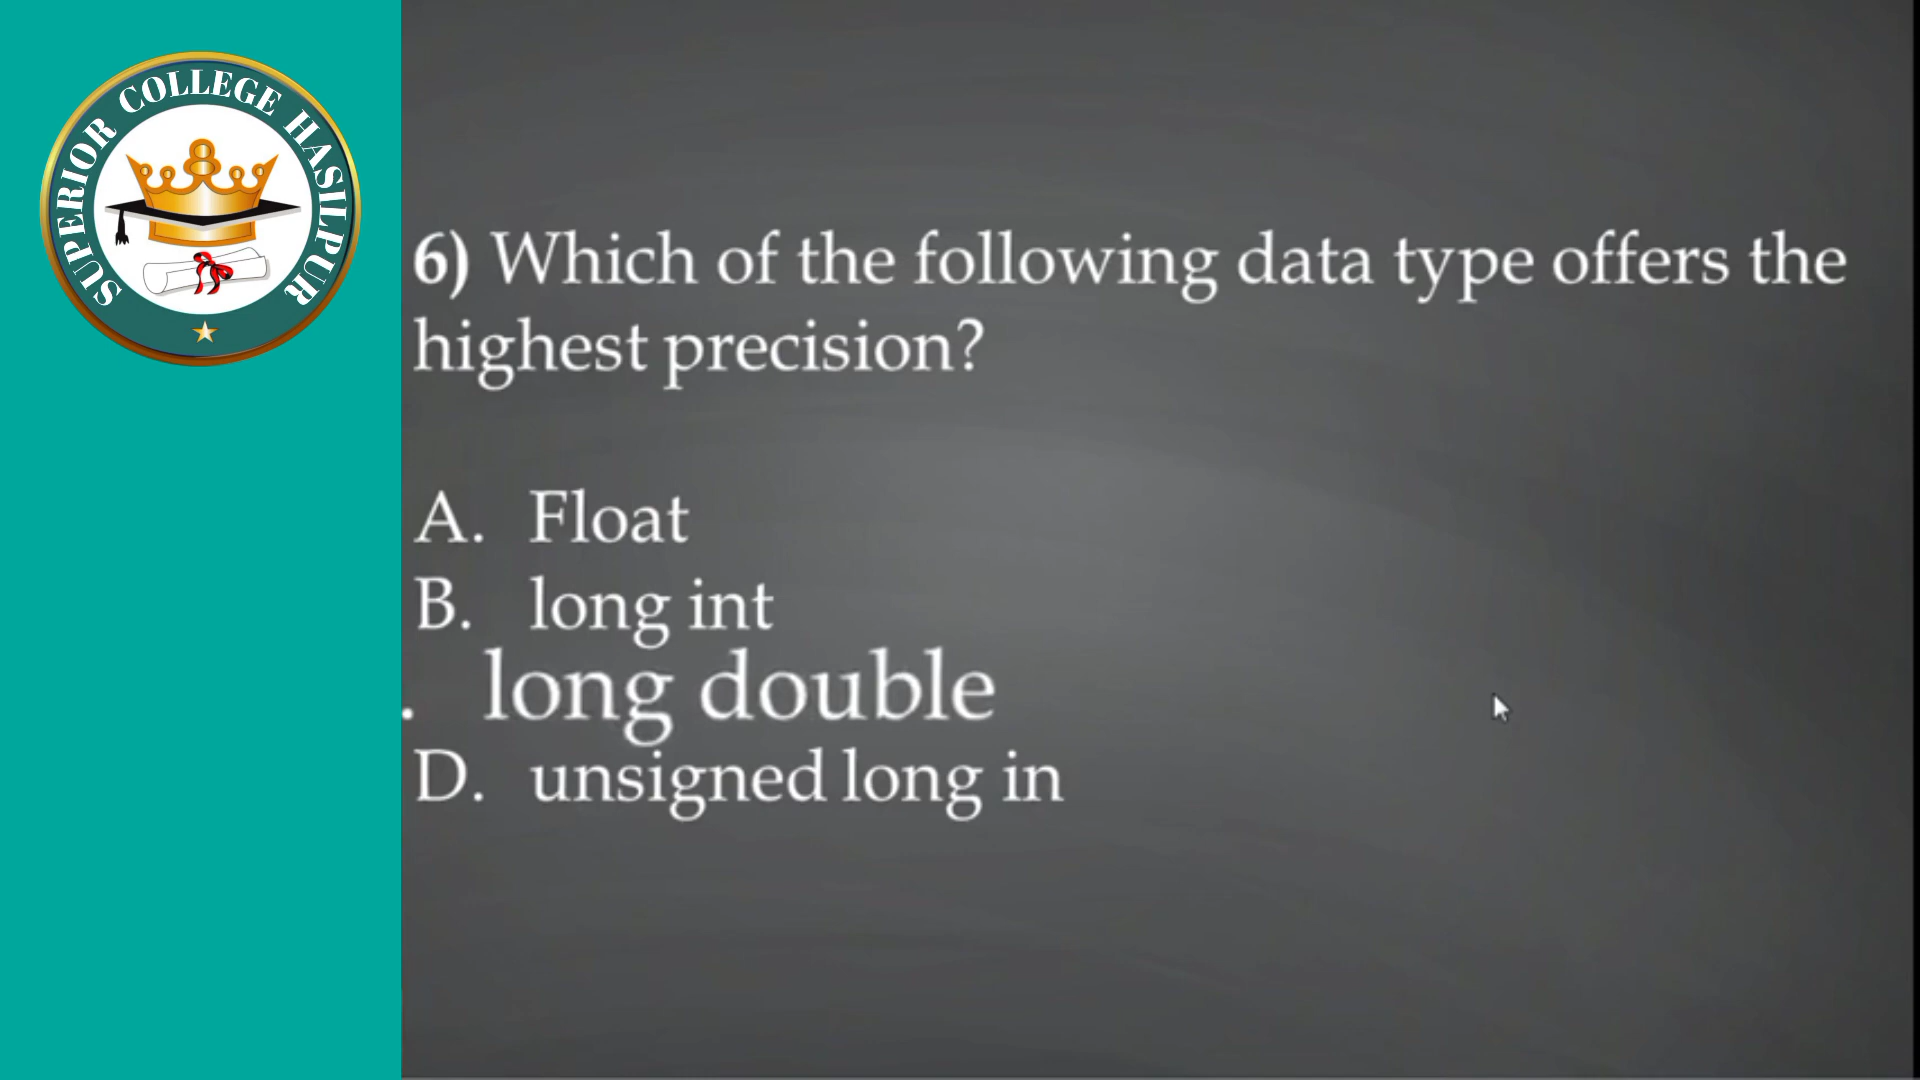 SUPERIOR COLLEGE HASILPUR
6) Which of the following data type offers the
highest precision?
A. Float
B. long int
. long double
D. unsigned long in